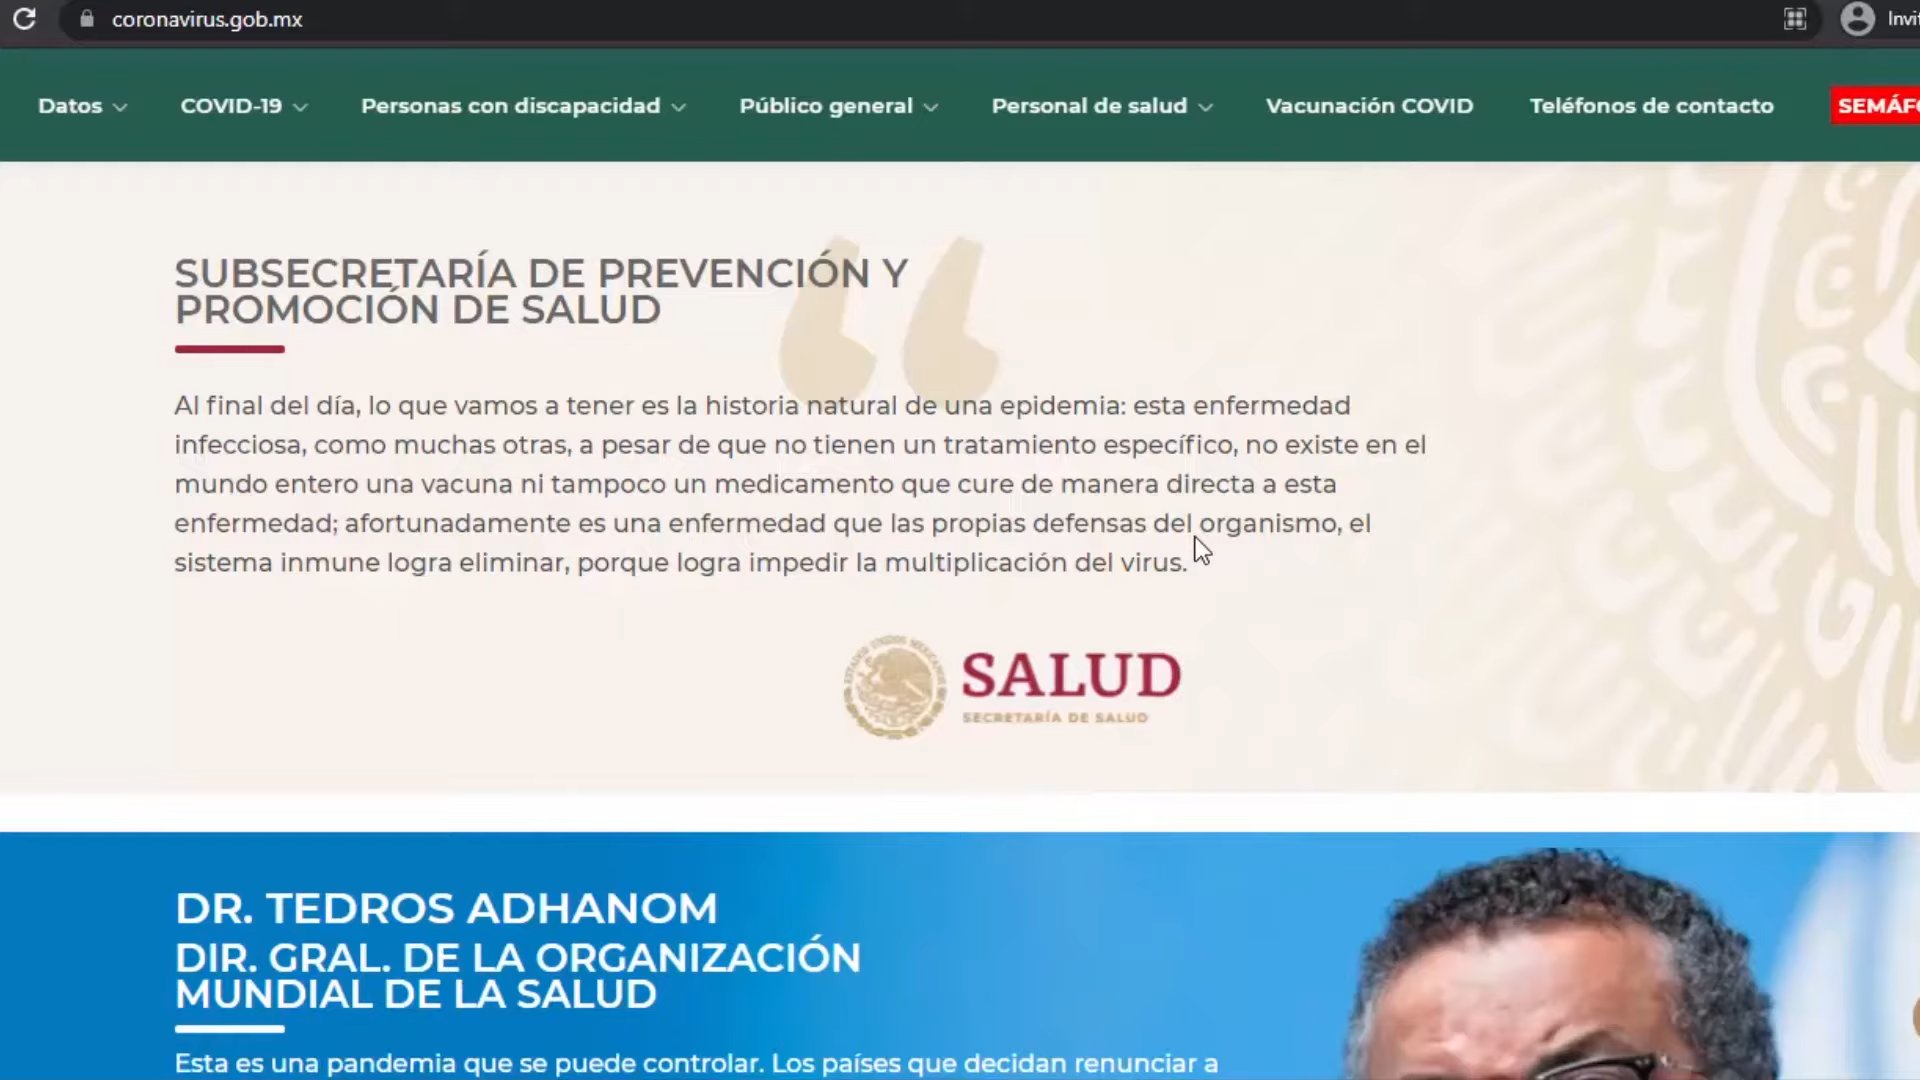 coronavirus.gob.mx
Datos
COVID-19
Personas con discapacidad
Público general
Personal de salud
Vacunación COVID
Teléfonos de contacto
SUBSECRETARÍA DE PREVENCIÓN Y
PROMOCIÓN DE SALUD
Al final del día, lo que vamos a tener es la historia natural de una epidemia: esta enfermedad
infecciosa, como muchas otras, a pesar de que no tienen un tratamiento específico, no existe en el
mundo entero una vacuna ni tampoco un medicamento que cure de manera directa a esta
enfermedad; afortunadamente es una enfermedad que las propias defensas del organismo, el
sistema inmune logra eliminar, porque logra impedir la multiplicación del virus.
ESTADOS UNIDOS MEXICANOS
SALUD
SECRETARÍA DE SALUD
DR. TEDROS ADHANOM
DIR. GRAL. DE LA ORGANIZACIÓN
MUNDIAL DE LA SALUD
Esta es una pandemia que se puede controlar. Los países que decidan renunciar a